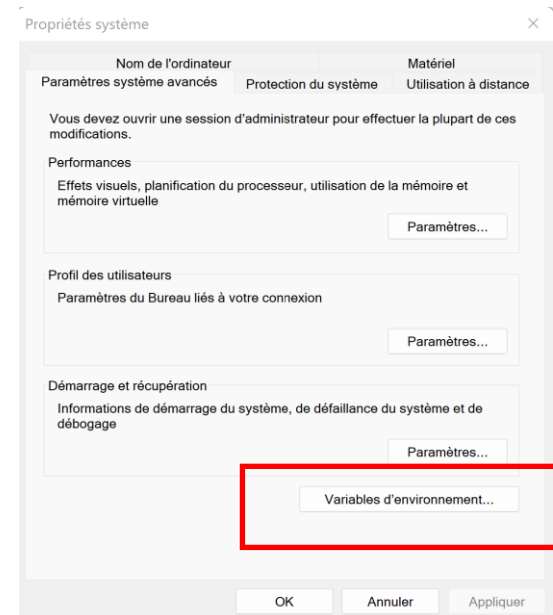 Propriétés système
Nom de l'ordinateur
Matériel
Paramètres système avancés
Protection du système
Utilisation à distance
Vous devez ouvrir une session d’administrateur pour effectuer la plupart de ces
modifications.
Performances
Effets visuels, planification du processeur, utilisation de la mémoire et
mémoire virtuelle
Paramètres...
Profil des utilisateurs
Paramètres du Bureau liés à votre connexion
Paramètres...
Démarrage et récupération
Informations de démarrage du système, de défaillance du système et de
débogage
Paramètres...
Variables d’environnement...
OK
Annuler
Appliquer